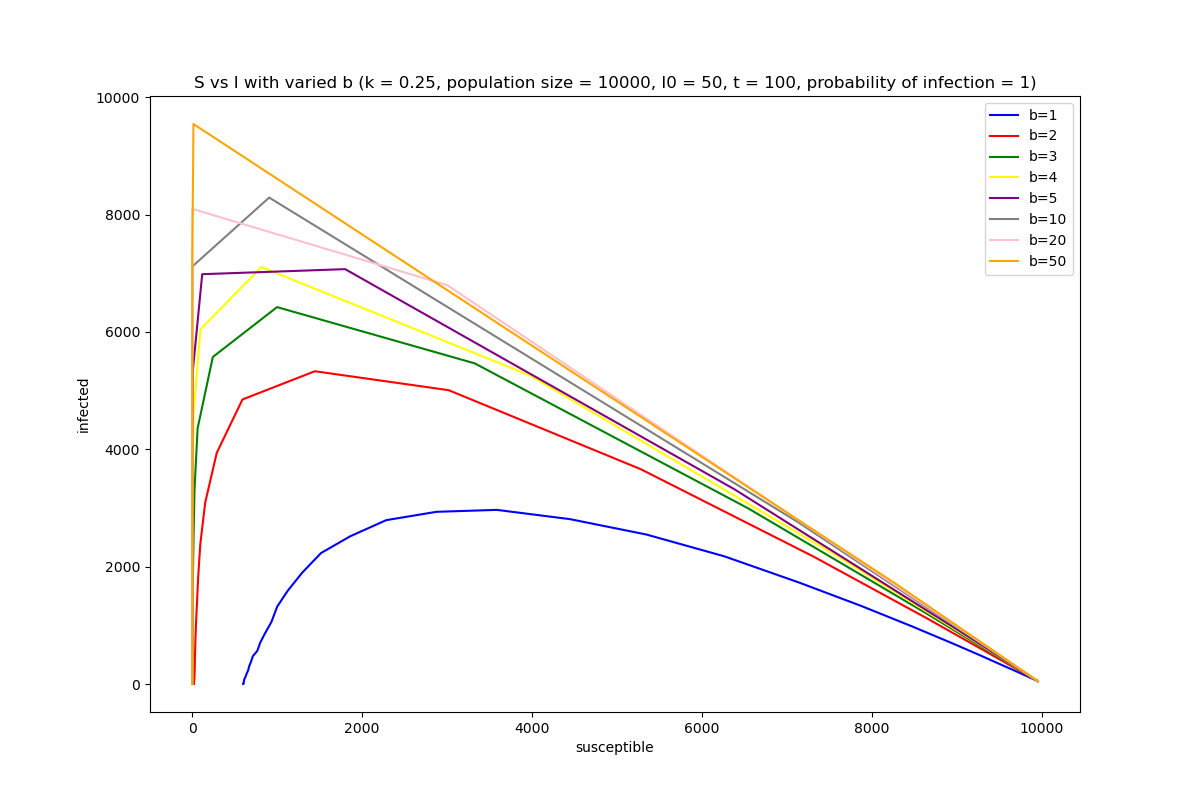 S vs I with varied b (k = 0.25, population size = 10000, I0 = 50, t = 100, probability of infection = 1)
10000
8000
6000
4000
2000
0
infected
0 2000 4000 6000 8000 10000
susceptible
b=1
b=2
b=3
b=4
b=5
b=10
b=20
b=50